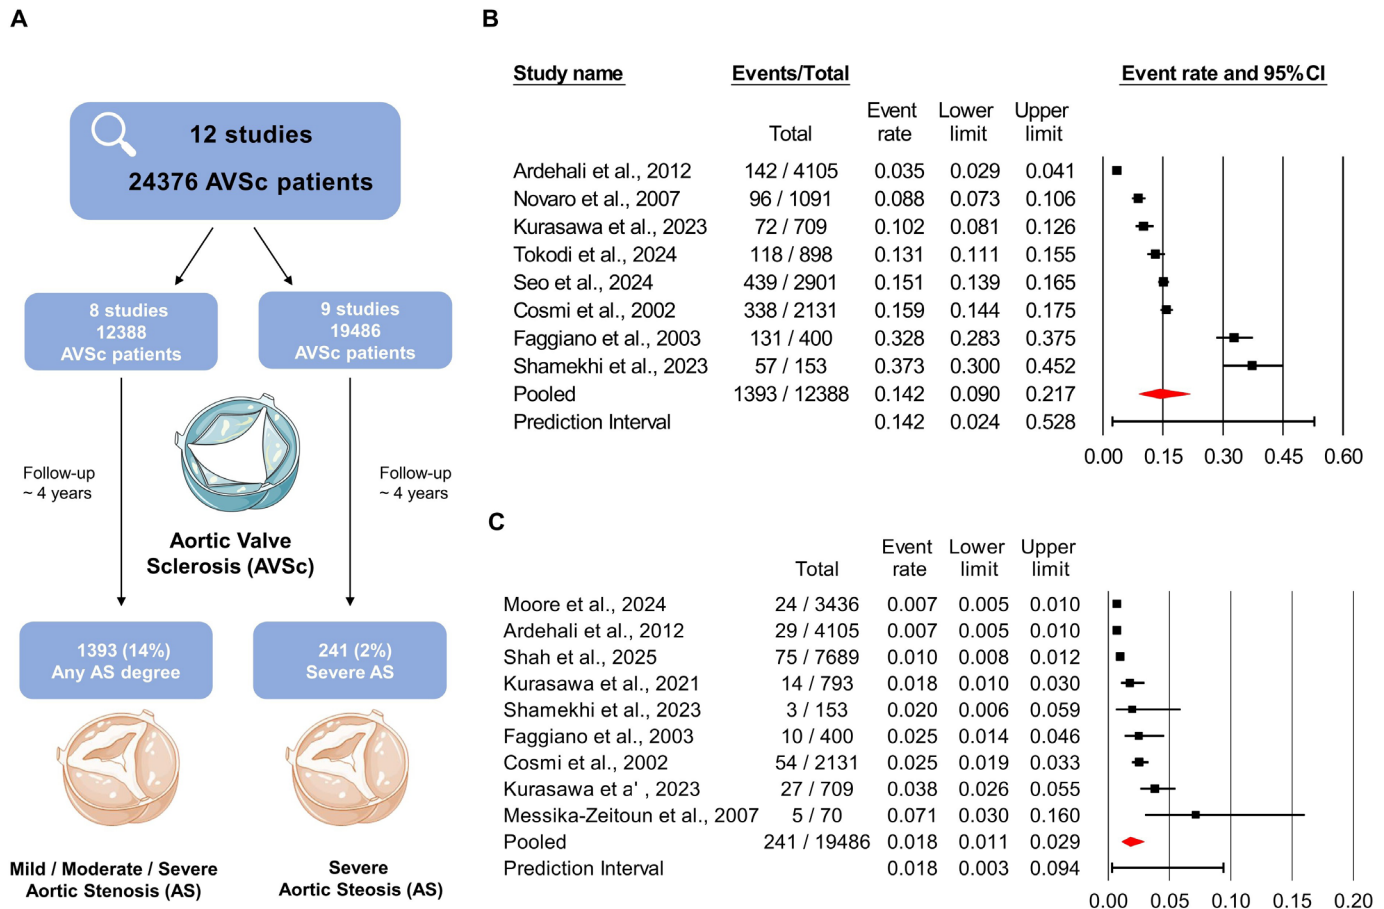 A
12 studies
24376 AVSc patients
8 studies
12388
AVSc patients
9 studies
19486
AVSc patients
Follow-up
~ 4 years
Follow-up
~ 4 years
Aortic Valve
Sclerosis (AVSc)
1393 (14%)
Any AS degree
241 (2%)
Severe AS
Mild / Moderate / Severe
Aortic Stenosis (AS)
Severe
Aortic Steosis (AS)
B
Study name Events/Total Event rate and 95%CI
Total Event rate Lower limit Upper limit
Ardehali et al., 2012 142 / 4105 0.035 0.029 0.041
Novaro et al., 2007 96 / 1091 0.088 0.073 0.106
Kurasawa et al., 2023 72 / 709 0.102 0.081 0.126
Tokodi et al., 2024 118 / 898 0.131 0.111 0.155
Seo et al., 2024 439 / 2901 0.151 0.139 0.165
Cosmi et al., 2002 338 / 2131 0.159 0.144 0.175
Faggiano et al., 2003 131 / 400 0.328 0.283 0.375
Shamekhi et al., 2023 57 / 153 0.373 0.300 0.452
Pooled 1393 / 12388 0.142 0.090 0.217
Prediction Interval 0.142 0.024 0.528
0.00 0.15 0.30 0.45 0.60
C
Total Event rate Lower limit Upper limit
Moore et al., 2024 24 / 3436 0.007 0.005 0.010
Ardehali et al., 2012 29 / 4105 0.007 0.005 0.010
Shah et al., 2025 75 / 7689 0.010 0.008 0.012
Kurasawa et al., 2021 14 / 793 0.018 0.010 0.030
Shamekhi et al., 2023 3 / 153 0.020 0.006 0.059
Faggiano et al., 2003 10 / 400 0.025 0.014 0.046
Cosmi et al., 2002 54 / 2131 0.025 0.019 0.033
Kurasawa et a' , 2023 27 / 709 0.038 0.026 0.055
Messika-Zeitoun et al., 2007 5 / 70 0.071 0.030 0.160
Pooled 241 / 19486 0.018 0.011 0.029
Prediction Interval 0.018 0.003 0.094
0.00 0.05 0.10 0.15 0.20